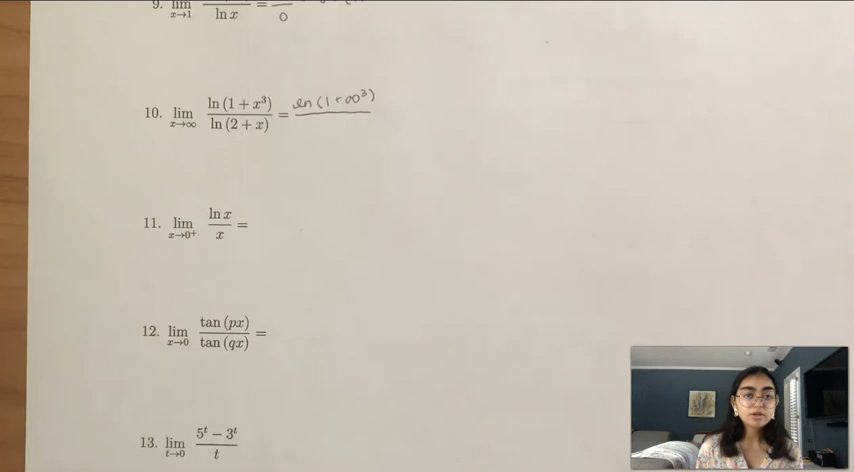 9. lim x→1 / ln x = — 0
10. lim x→∞ ln (1 + x³) / ln (2 + x) = ln (1 + ∞³)
11. lim x→0⁺ ln x / x =
12. lim x→0 tan (px) / tan (qx) =
13. lim t→0 5ᵗ − 3ᵗ / t